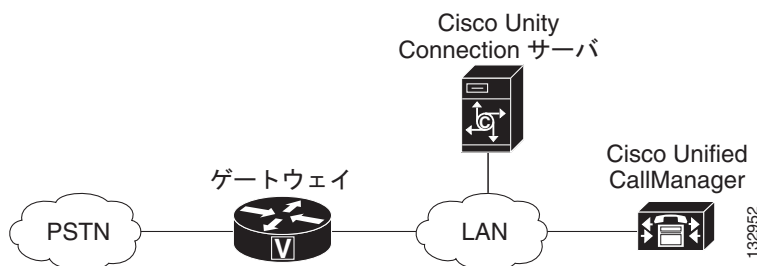 Cisco Unity
Connection サーバ
Cisco Unified
CallManager
ゲートウェイ
PSTN
V
LAN
C
132952